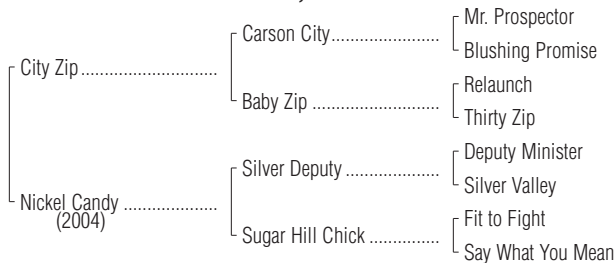 Mr. Prospector
Carson City..................
Blushing Promise
City Zip.......................
Relaunch
Baby Zip .....................
Thirty Zip
Deputy Minister
Silver Deputy ...............
Silver Valley
Nickel Candy ................
(2004)
Fit to Fight
Sugar Hill Chick ............
Say What You Mean